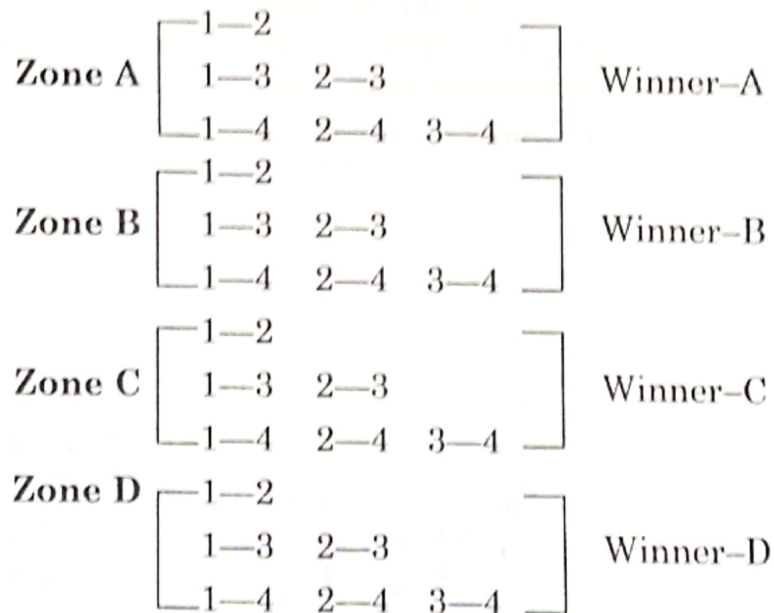 1—2
Zone A 1—3 2—3 Winner–A
1—4 2—4 3—4
1—2
Zone B 1—3 2—3 Winner–B
1—4 2—4 3—4
1—2
Zone C 1—3 2—3 Winner–C
1—4 2—4 3—4
Zone D 1—2
1—3 2—3 Winner–D
1—4 2—4 3—4